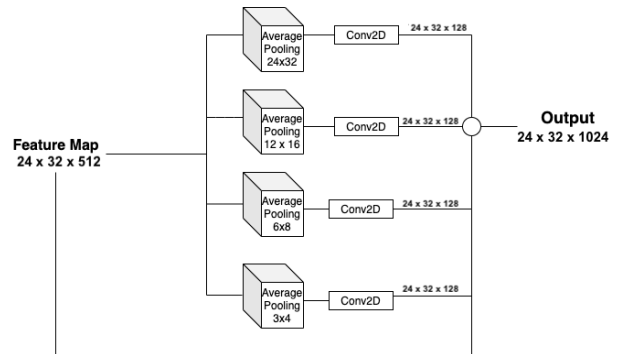 Feature Map
24 x 32 x 512
Average
Pooling
24x32
Conv2D
24 x 32 x 128
Average
Pooling
12 x 16
Conv2D
24 x 32 x 128
Average
Pooling
6x8
Conv2D
24 x 32 x 128
Average
Pooling
3x4
Conv2D
24 x 32 x 128
Output
24 x 32 x 1024